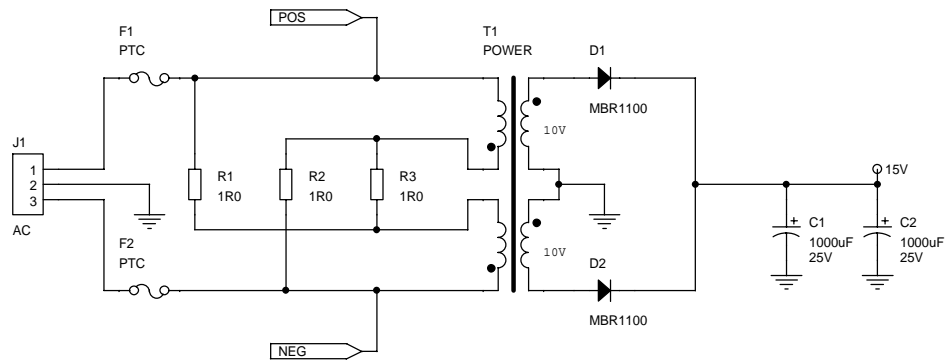 POS
F1
PTC
T1
POWER
D1
MBR1100
10V
J1
1
2
3
AC
R1
1R0
R2
1R0
R3
1R0
15V
C1
1000uF
25V
C2
1000uF
25V
F2
PTC
10V
D2
MBR1100
NEG